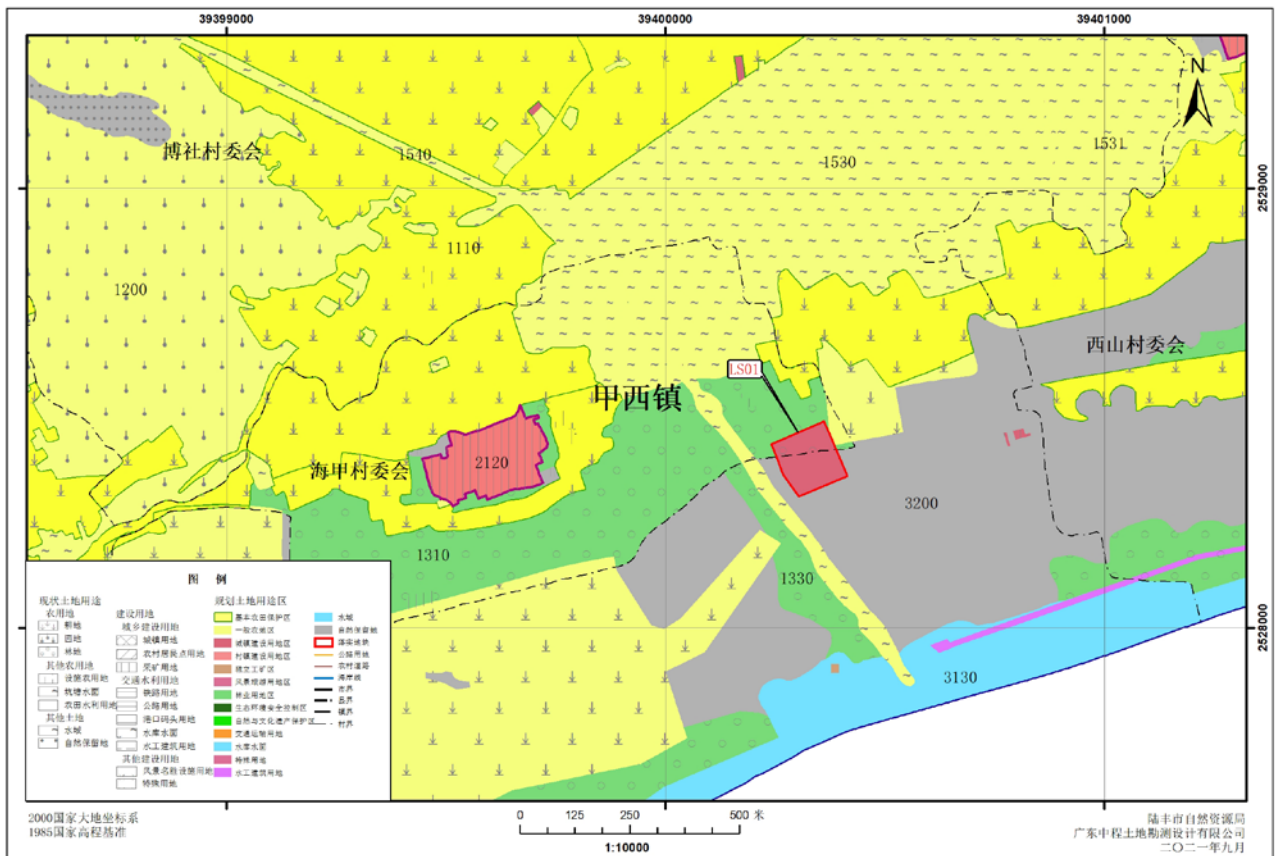 39399000
39400000
39401000
N
博社村委会
1540
1530
1531
2529000
1110
1200
西山村委会
LS01
甲西镇
海甲村委会
2120
3200
1310
1330
2528000
3130
图 例
现状土地用途
农用地
耕地
园地
林地
其他农用地
设施农用地
坑塘水面
农田水利用地
其他土地
水域
自然保留地
建设用地
城乡建设用地
城镇用地
农村居民点用地
采矿用地
交通水利用地
铁路用地
公路用地
港口码头用地
水库水面
水工建筑用地
其他建设用地
风景名胜设施用地
特殊用地
规划土地用途区
基本农田保护区
一般农地区
城镇建设用地区
村镇建设用地区
独立工矿区
风景旅游用地区
林业用地区
生态环境安全控制区
自然与文化遗产保护区
交通运输用地
水库水面
特殊用地
水工建筑用地
水域
自然保留地
落实地块
公路用地
农村道路
海岸线
市界
县界
镇界
村界
2000国家大地坐标系
1985国家高程基准
0 125 250 500 米
1:10000
陆丰市自然资源局
广东中程土地勘测设计有限公司
二〇二一年九月